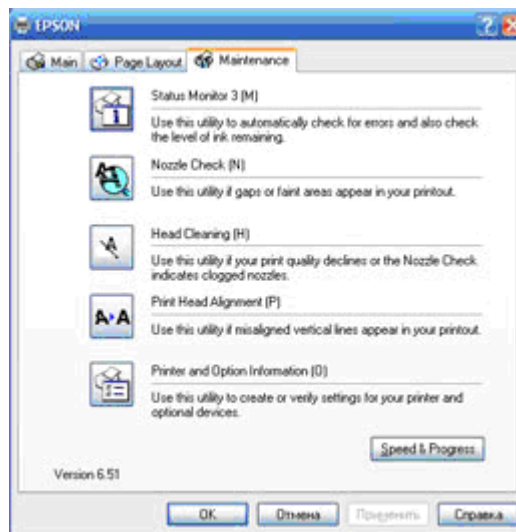 EPSON
Main
Page Layout
Maintenance
Status Monitor 3 (M)
Use this utility to automatically check for errors and also check
the level of ink remaining.
Nozzle Check (N)
Use this utility if gaps or faint areas appear in your printout.
Head Cleaning (H)
Use this utility if your print quality declines or the Nozzle Check
indicates clogged nozzles.
Print Head Alignment (P)
Use this utility if misaligned vertical lines appear in your printout.
Printer and Option Information (O)
Use this utility to create or verify settings for your printer and
optional devices.
Speed & Progress
Version 6.51
OK
Отмена
Применить
Справка